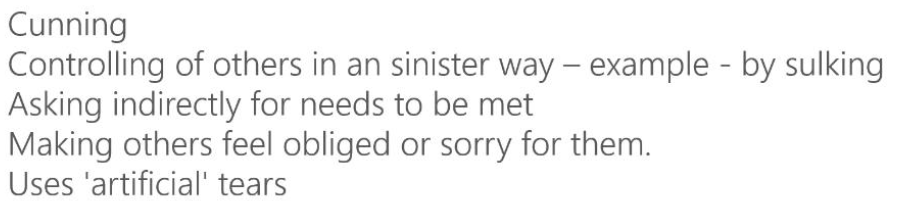 Cunning
Controlling of others in an sinister way – example - by sulking
Asking indirectly for needs to be met
Making others feel obliged or sorry for them.
Uses 'artificial' tears